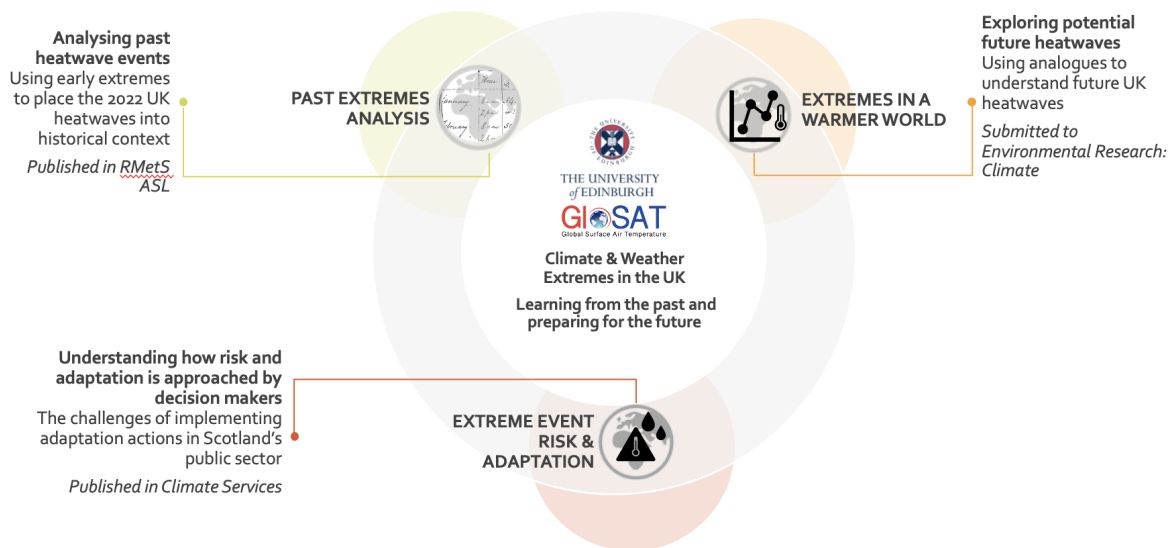 Analysing past
heatwave events
Using early extremes
to place the 2022 UK
heatwaves into
historical context
Published in RMetS
ASL
PAST EXTREMES
ANALYSIS
EXTREMES IN A
WARMER WORLD
Exploring potential
future heatwaves
Using analogues to
understand future UK
heatwaves
Submitted to
Environmental Research:
Climate
THE UNIVERSITY OF EDINBURGH
THE UNIVERSITY
of EDINBURGH
GloSAT
Global Surface Air Temperature
Climate & Weather
Extremes in the UK
Learning from the past and
preparing for the future
Understanding how risk and
adaptation is approached by
decision makers
The challenges of implementing
adaptation actions in Scotland's
public sector
Published in Climate Services
EXTREME EVENT
RISK &
ADAPTATION